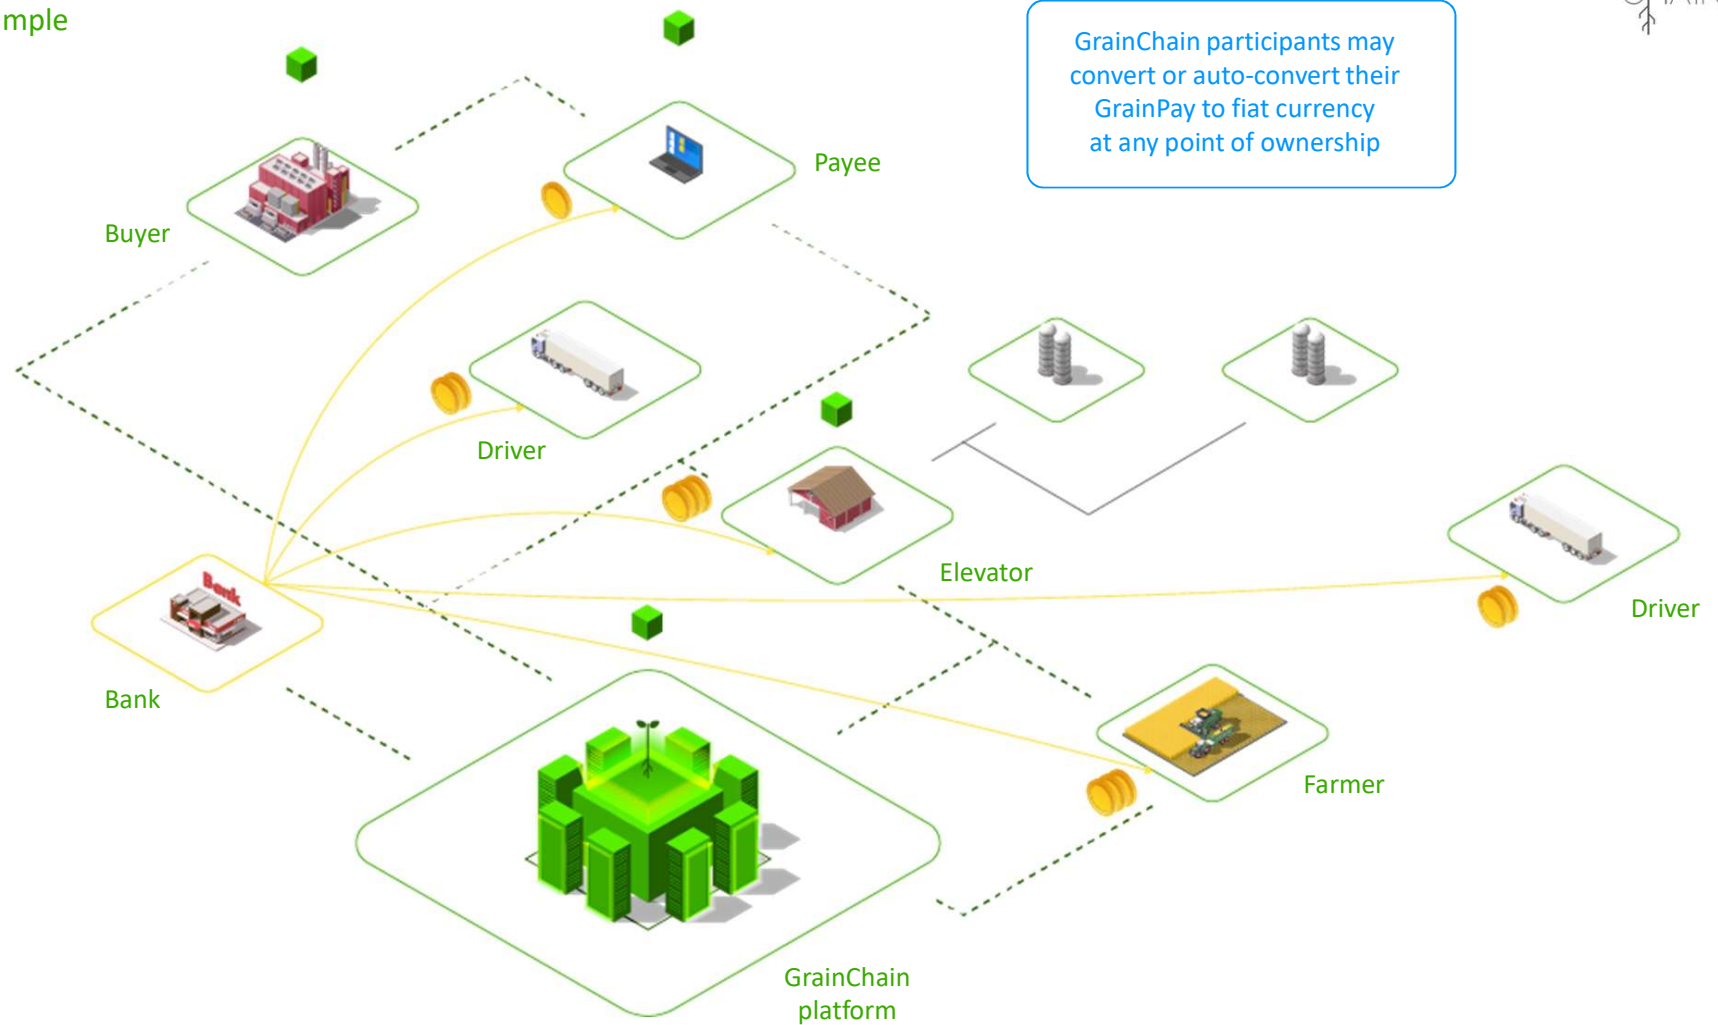 mple
GrainChain participants may
convert or auto-convert their
GrainPay to fiat currency
at any point of ownership
Payee
Buyer
Driver
Elevator
Bank
Bank
Driver
Farmer
GrainChain
platform